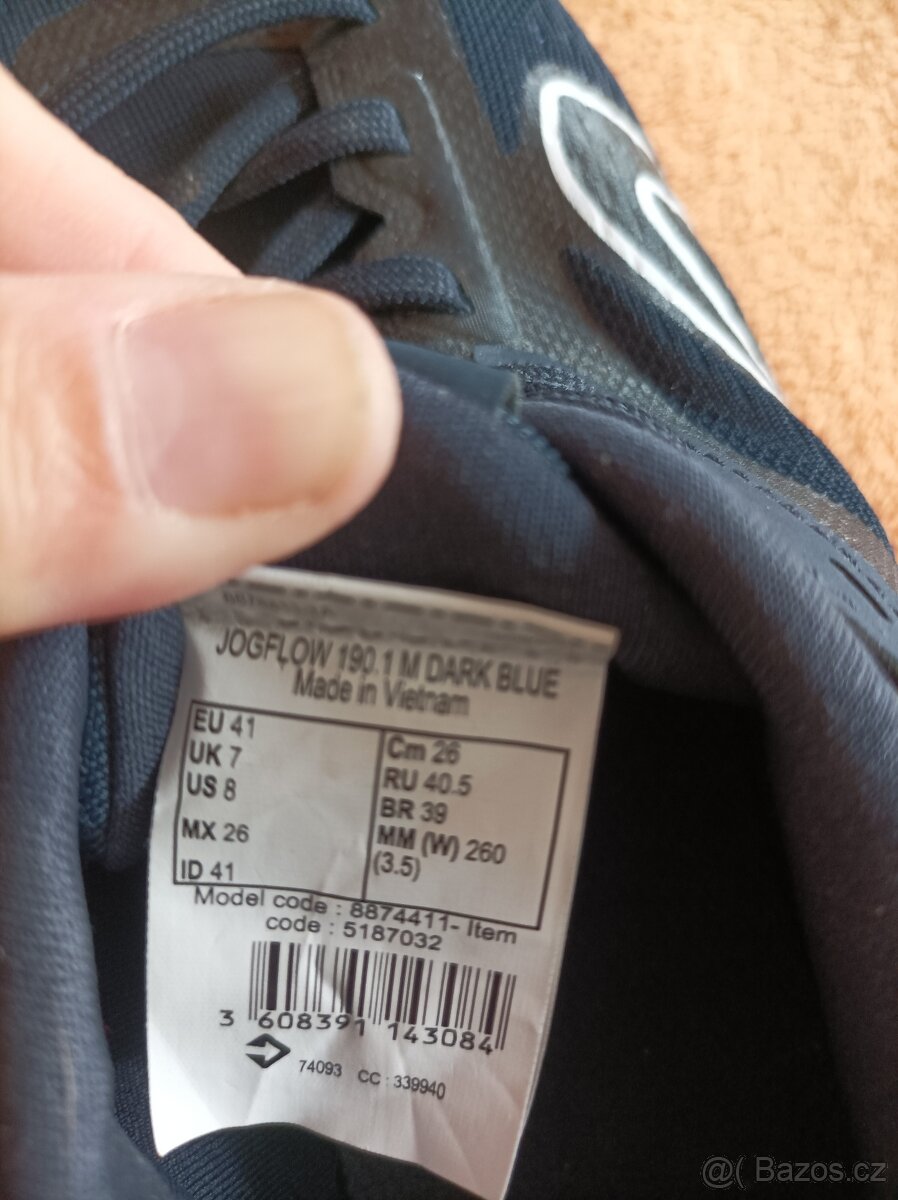 JOGFLOW 190.1 M DARK BLUE
Made in Vietnam
EU 41
UK 7
US 8
MX 26
ID 41
Cm 26
RU 40.5
BR 39
MM (W) 260
(3.5)
Model code : 8874411- Item
code : 5187032
3 608391 143084
74093 CC : 339940
@( Bazos.cz